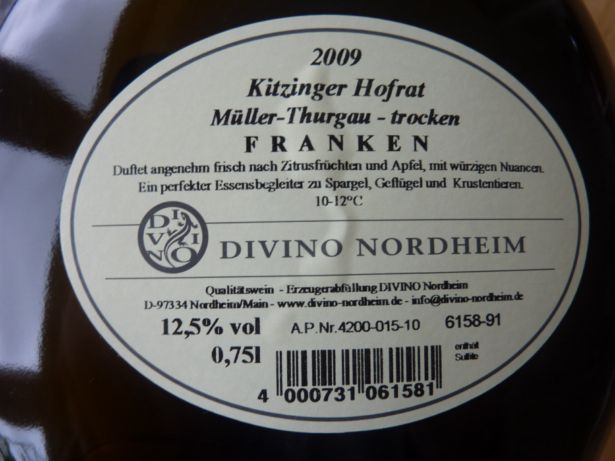 2009
Kitzinger Hofrat
Müller-Thurgau - trocken
FRANKEN
Duftet angenehm frisch nach Zitrusfrüchten und Apfel, mit würzigen Nuancen.
Ein perfekter Essensbegleiter zu Spargel, Geflügel und Krustentieren.
10-12°C
DIVINO
DIVINO NORDHEIM
Qualitätswein - Erzeugerabfüllung DIVINO Nordheim
D-97334 Nordheim/Main - www.divino-nordheim.de - info@divino-nordheim.de
12,5% vol A.P.Nr.4200-015-10 6158-91
0,75l enthält
Sulfite
4 000731 061581